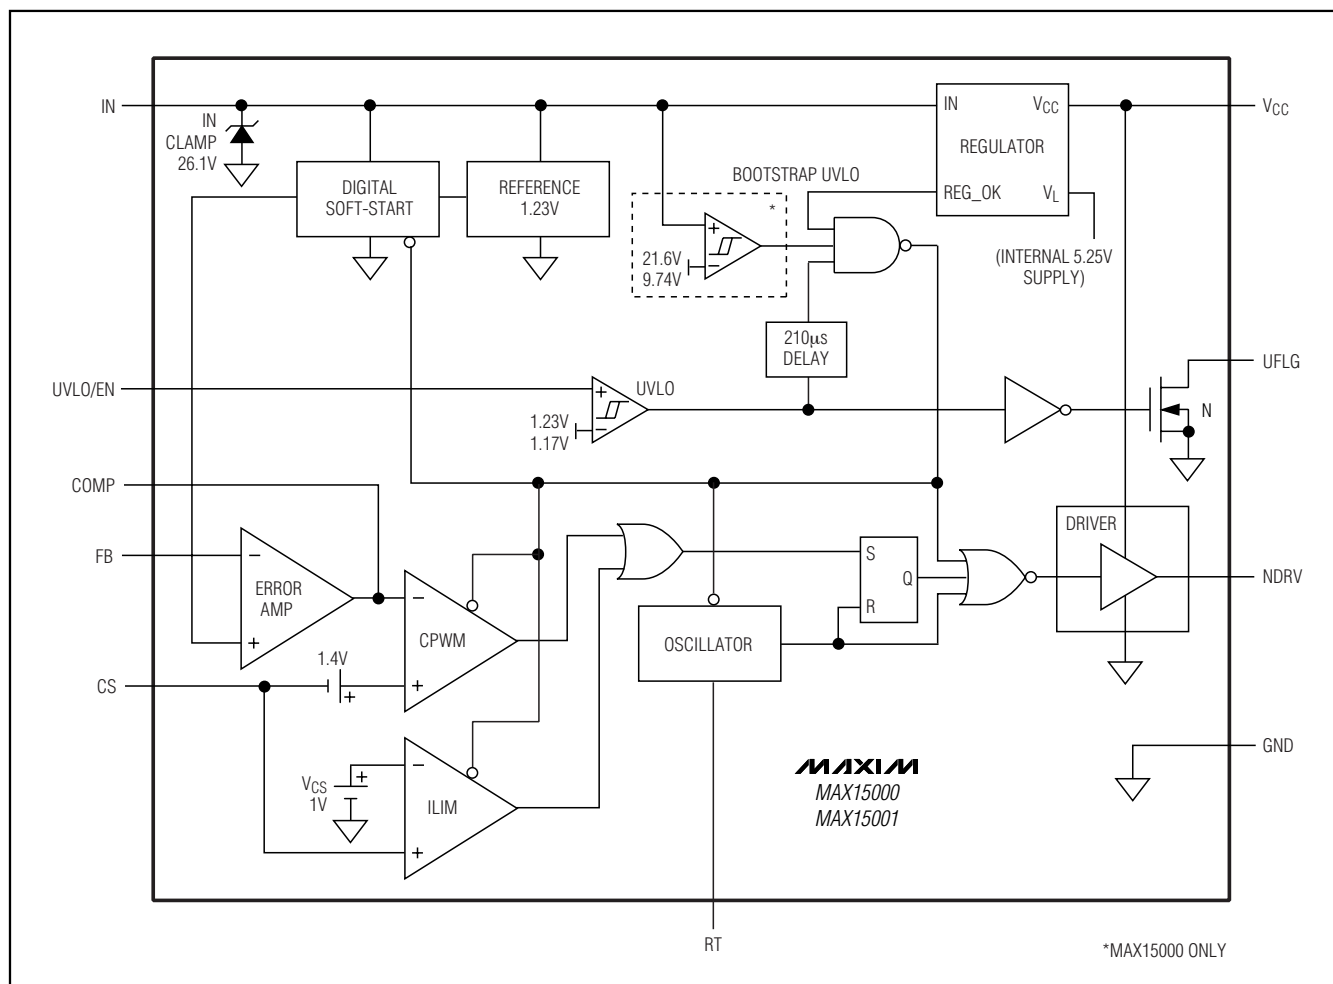 IN
IN
CLAMP
26.1V
DIGITAL
SOFT-START
REFERENCE
1.23V
BOOTSTRAP UVLO
*
+
−
21.6V
9.74V
IN
VCC
REGULATOR
REG_OK
VL
VCC
(INTERNAL 5.25V
SUPPLY)
210µs
DELAY
UVLO/EN
+
−
UVLO
1.23V
1.17V
UFLG
N
COMP
FB
−
ERROR
AMP
+
−
CPWM
+
1.4V
+
CS
S
Q
R
OSCILLATOR
DRIVER
NDRV
VCS
1V
+
−
ILIM
+
MAXIM
MAX15000
MAX15001
GND
RT
*MAX15000 ONLY